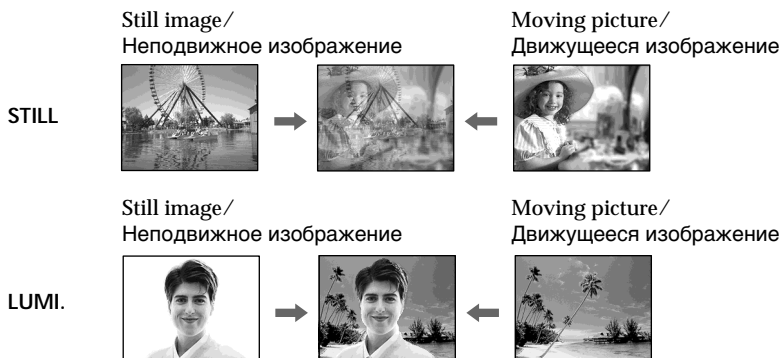 Still image/ Moving picture/
Неподвижное изображение Движущееся изображение
STILL
Still image/ Moving picture/
Неподвижное изображение Движущееся изображение
LUMI.